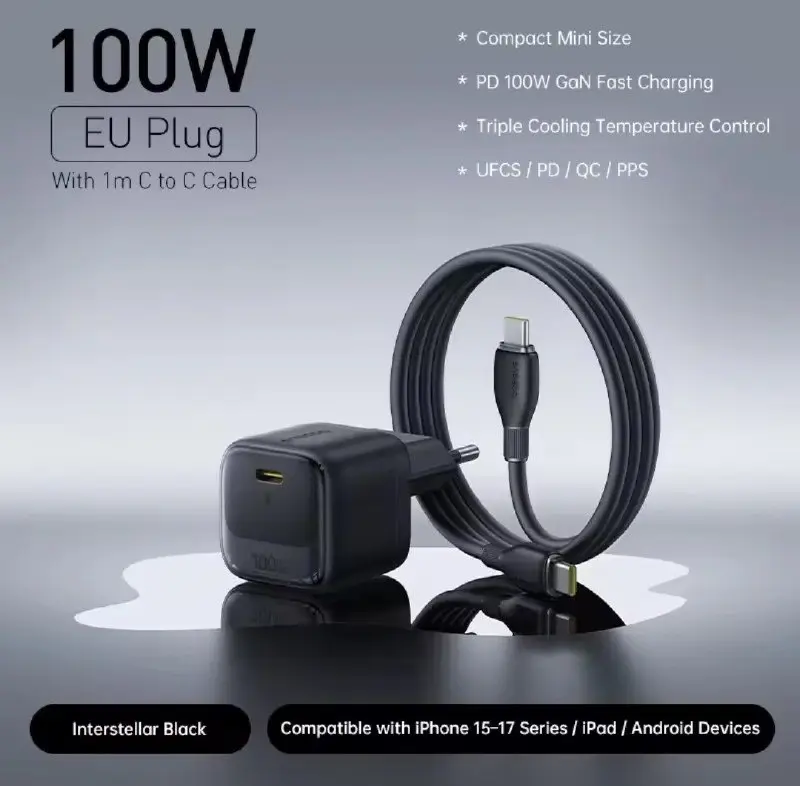 100W
EU Plug
With 1m C to C Cable
* Compact Mini Size
* PD 100W GaN Fast Charging
* Triple Cooling Temperature Control
* UFCS / PD / QC / PPS
100W
Interstellar Black
Compatible with iPhone 15-17 Series / iPad / Android Devices